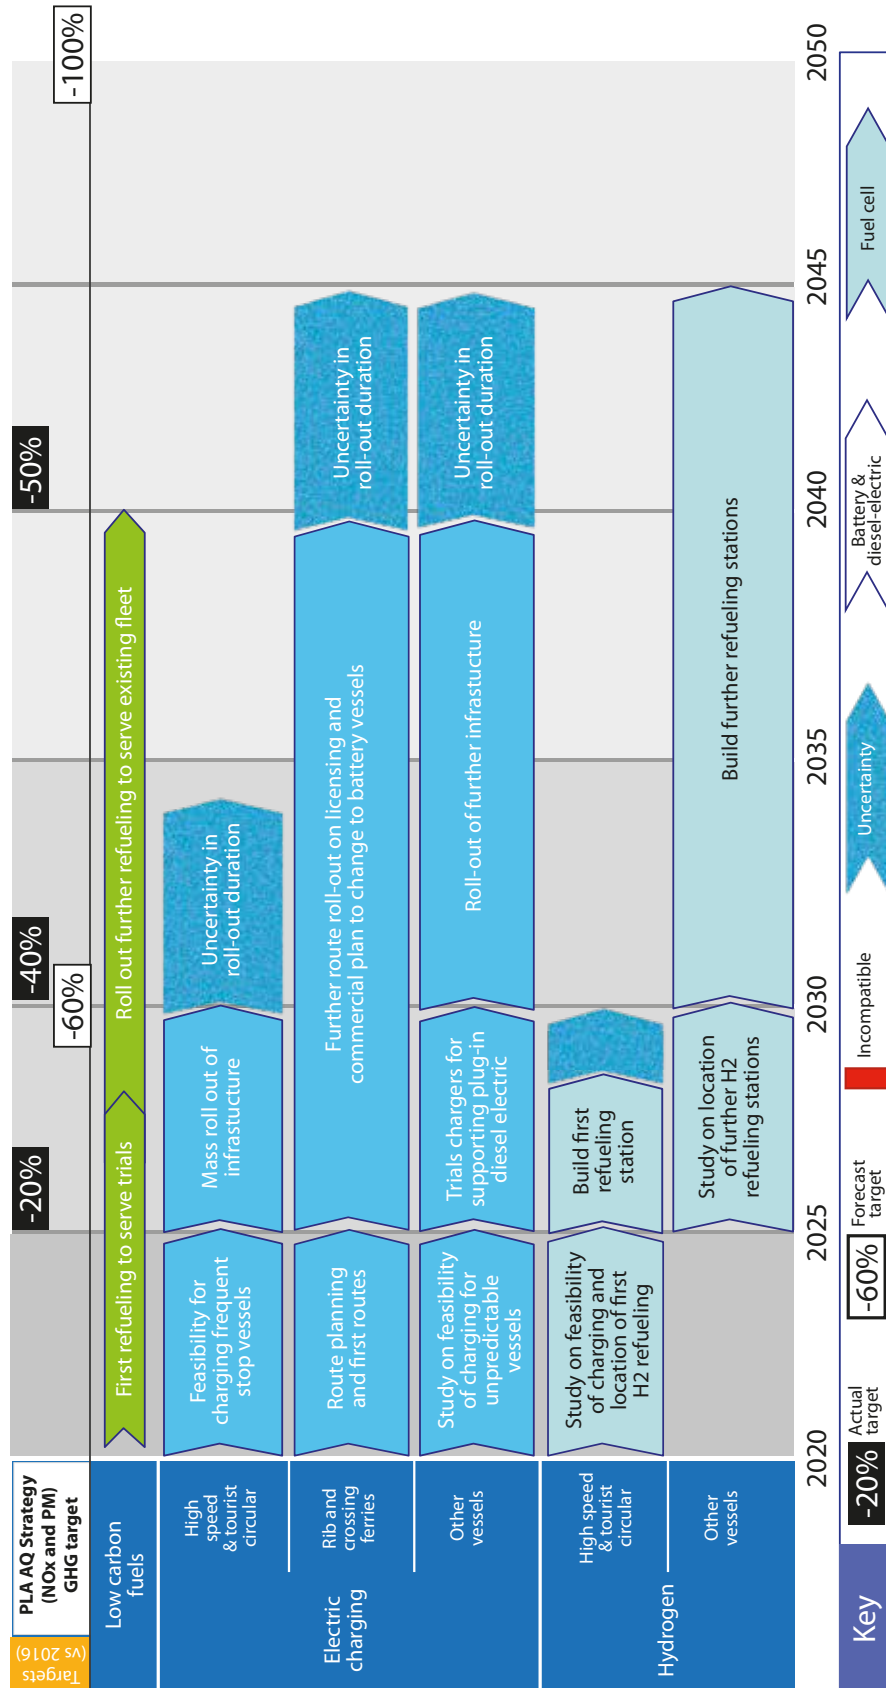 Targets
(vs 2016)
PLA AQ Strategy
(NOx and PM)
GHG target
-20%
-40%
-50%
-60%
-100%
Low carbon
fuels
First refueling to serve trials
Roll out further refueling to serve existing fleet
Electric
charging
High
speed
& tourist
circular
Feasibility for
charging frequent
stop vessels
Mass roll out of
infrastucture
Uncertainty in
roll-out duration
Rib and
crossing
ferries
Route planning
and first routes
Further route roll-out on licensing and
commercial plan to change to battery vessels
Uncertainty in
roll-out duration
Other
vessels
Study on feasibility
of charging for
unpredictable
vessels
Trials chargers for
supporting plug-in
diesel electric
Roll-out of further infrastucture
Uncertainty in
roll-out duration
Hydrogen
High speed
& tourist
circular
Study on feasibility
of charging and
location of first
H2 refueling
Build first
refueling
station
Other
vessels
Study on location
of further H2
refueling stations
Build further refueling stations
2020
2025
2030
2035
2040
2045
2050
Key
-20%
Actual
target
-60%
Forecast
target
Incompatible
Uncertainty
Battery &
diesel-electric
Fuel cell